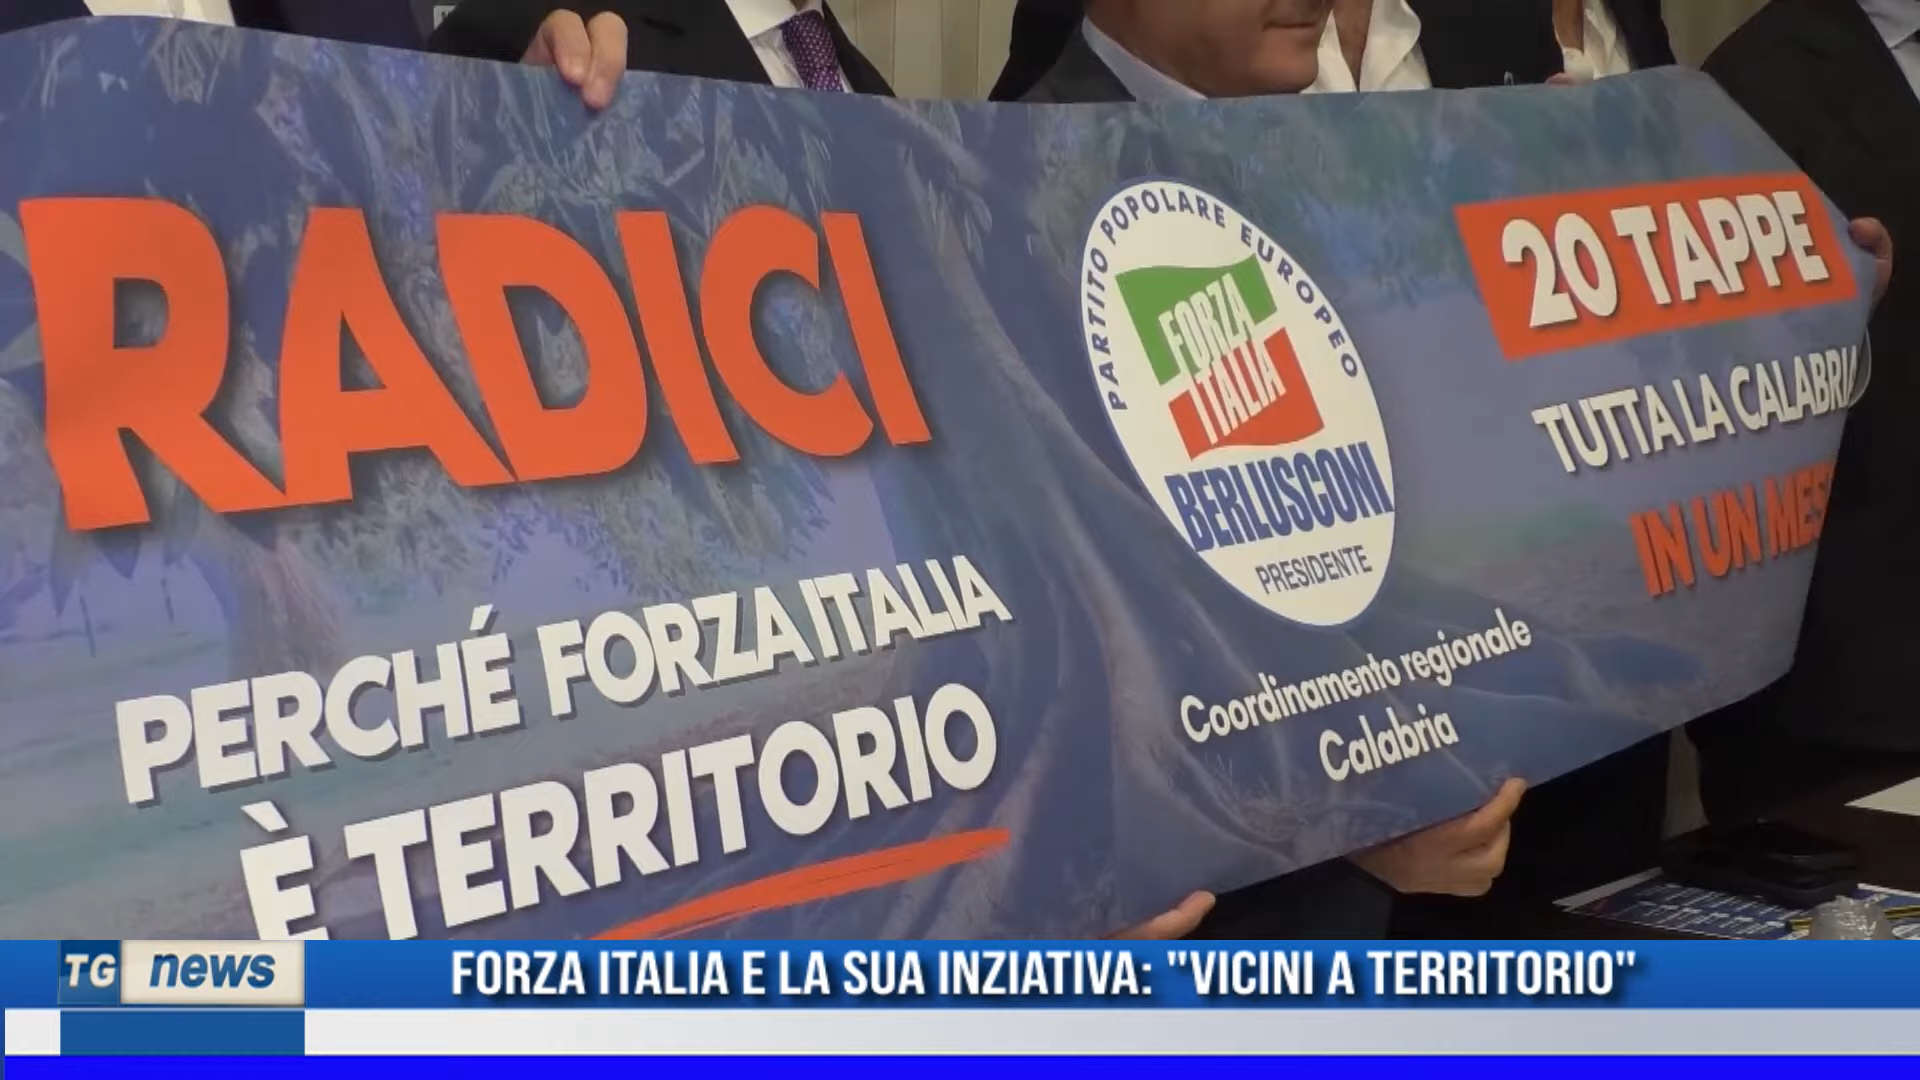 RADICI
PERCHÉ FORZA ITALIA
È TERRITORIO
PARTITO POPOLARE EUROPEO
FORZA
ITALIA
BERLUSCONI
PRESIDENTE
Coordinamento regionale
Calabria
20 TAPPE
TUTTA LA CALABRIA
IN UN MES
TG news
FORZA ITALIA E LA SUA INZIATIVA: "VICINI A TERRITORIO"